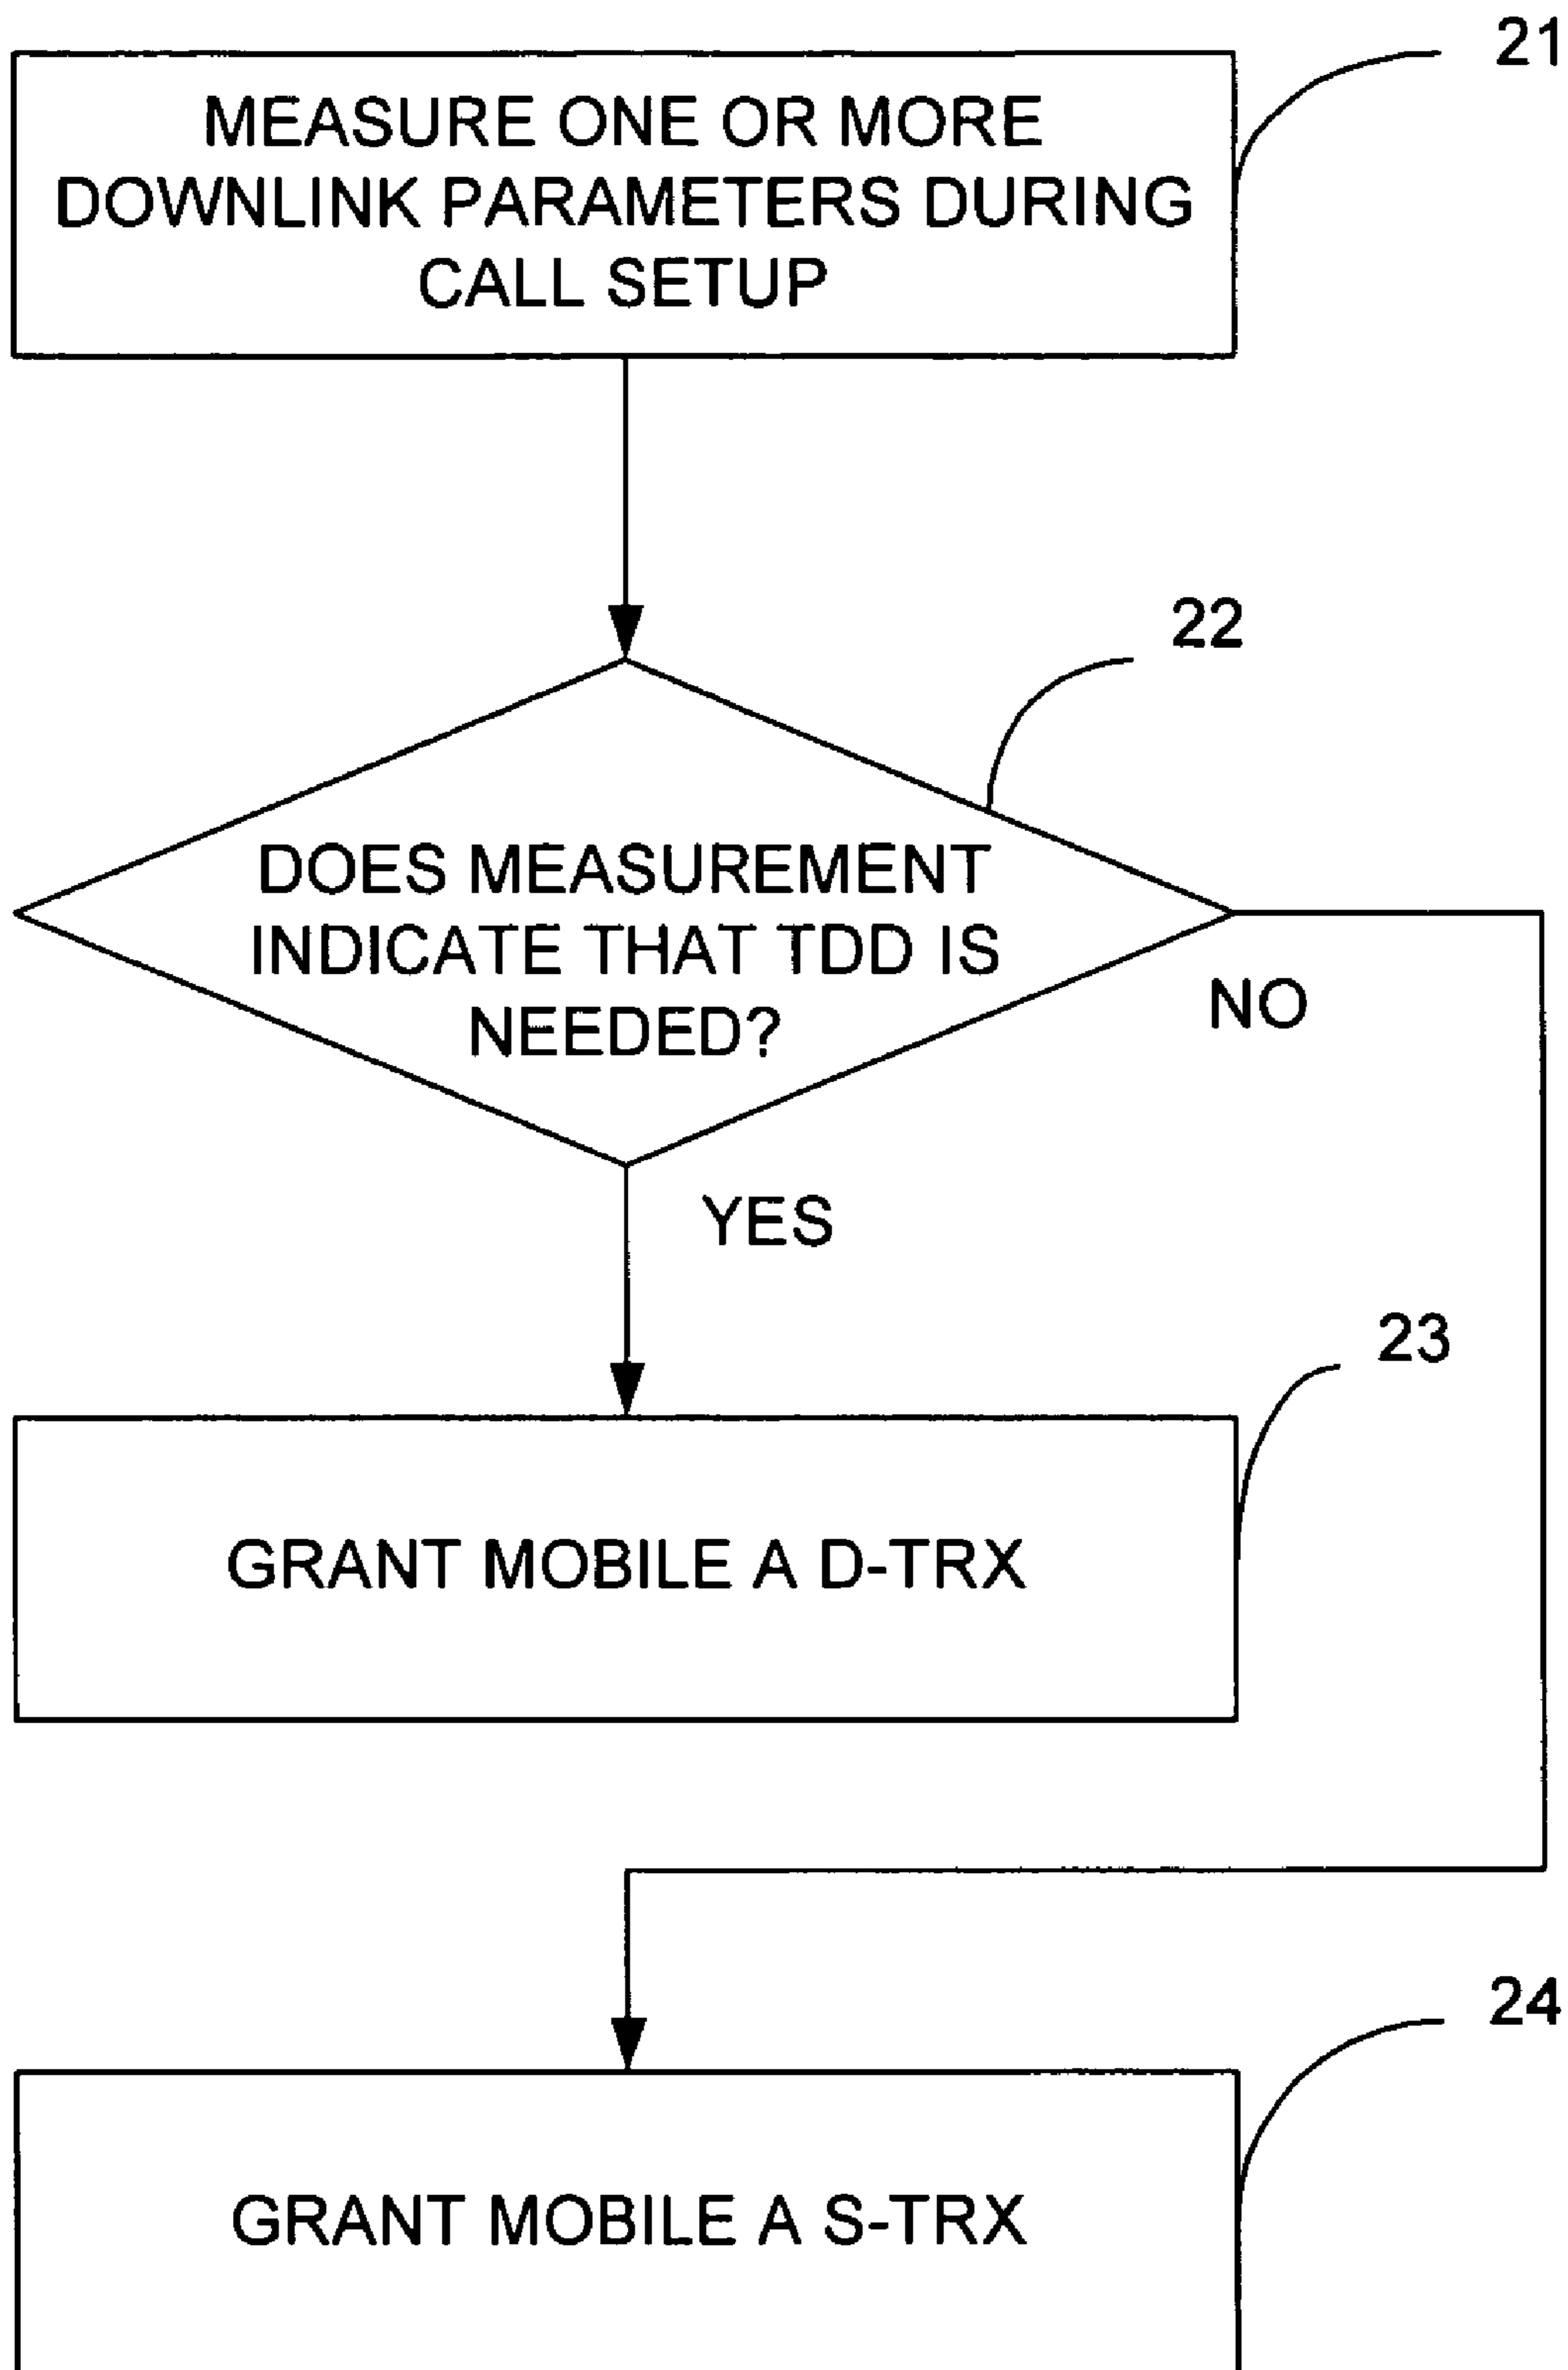 21
MEASURE ONE OR MORE
DOWNLINK PARAMETERS DURING
CALL SETUP
22
DOES MEASUREMENT
INDICATE THAT TDD IS
NEEDED?
NO
YES
23
GRANT MOBILE A D-TRX
24
GRANT MOBILE A S-TRX